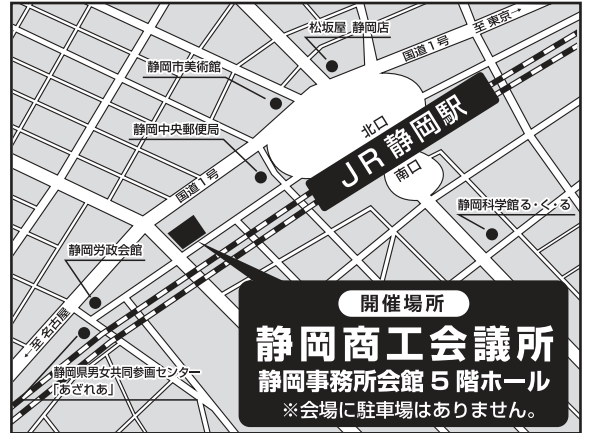 松坂屋 静岡店
国道1号
至 東京→
静岡市美術館
静岡中央郵便局
北口
JR静岡駅
南口
国道1号
静岡科学館る・く・る
静岡労政会館
←至 名古屋
開催場所
静岡商工会議所
静岡事務所会館5階ホール
※会場に駐車場はありません。
静岡県男女共同参画センター
「あざれあ」